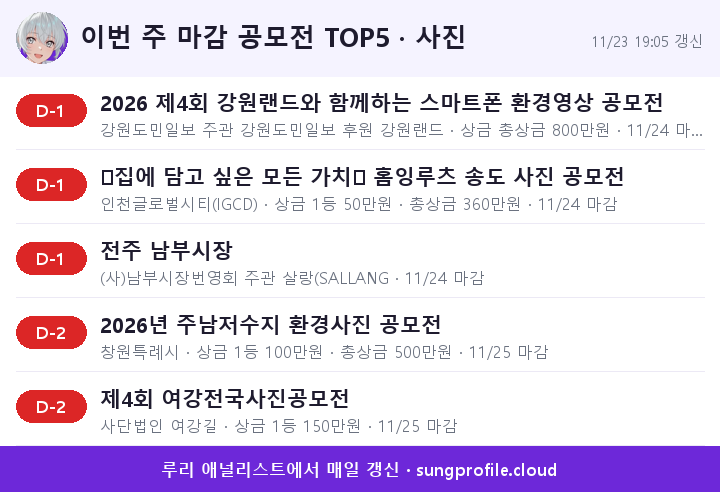 이번 주 마감 공모전 TOP5 · 사진
11/23 19:05 갱신
D-1
2026 제4회 강원랜드와 함께하는 스마트폰 환경영상 공모전
강원도민일보 주관 강원도민일보 후원 강원랜드 · 상금 총상금 800만원 · 11/24 마...
D-1
▯집에 담고 싶은 모든 가치▯ 홈잉루츠 송도 사진 공모전
인천글로벌시티(IGCD) · 상금 1등 50만원 · 총상금 360만원 · 11/24 마감
D-1
전주 남부시장
(사)남부시장번영회 주관 살랑(SALLANG · 11/24 마감
D-2
2026년 주남저수지 환경사진 공모전
창원특례시 · 상금 1등 100만원 · 총상금 500만원 · 11/25 마감
D-2
제4회 여강전국사진공모전
사단법인 여강길 · 상금 1등 150만원 · 11/25 마감
루리 애널리스트에서 매일 갱신 · sungprofile.cloud